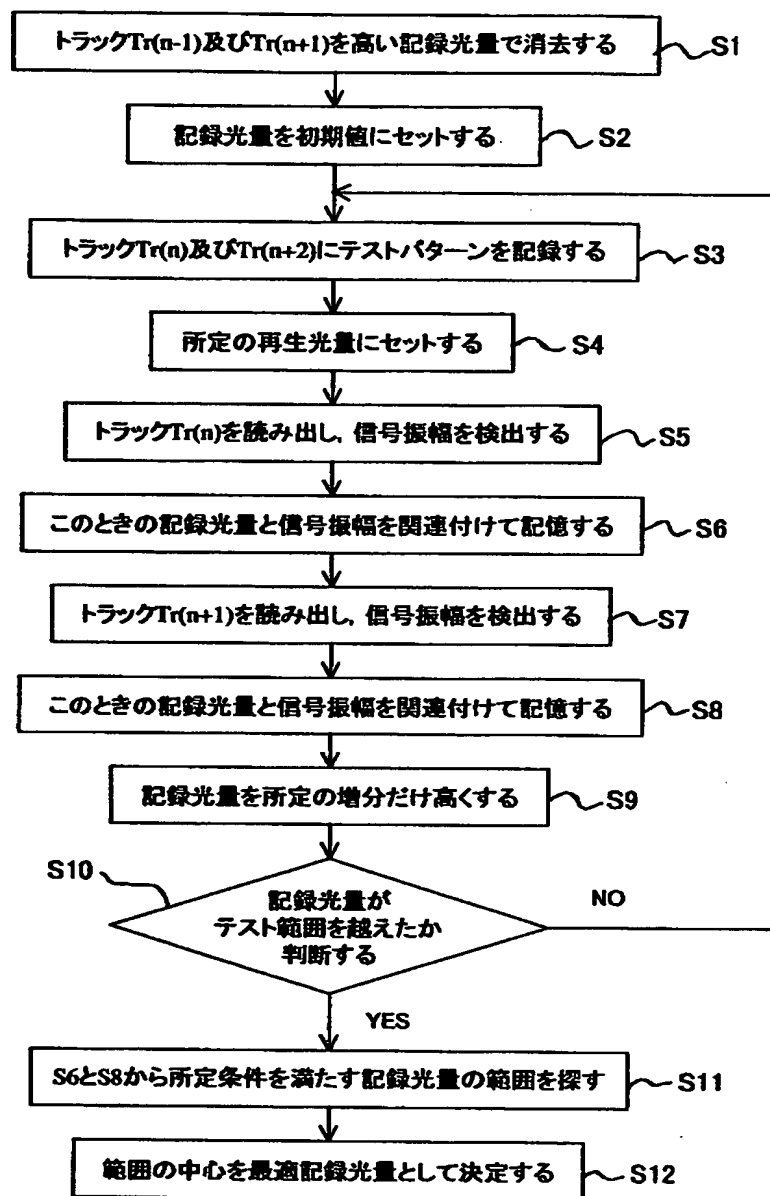 トラックTr(n-1)及びTr(n+1)を高い記録光量で消去する S1
記録光量を初期値にセットする S2
トラックTr(n)及びTr(n+2)にテストパターンを記録する S3
所定の再生光量にセットする S4
トラックTr(n)を読み出し, 信号振幅を検出する S5
このときの記録光量と信号振幅を関連付けて記憶する S6
トラックTr(n+1)を読み出し, 信号振幅を検出する S7
このときの記録光量と信号振幅を関連付けて記憶する S8
記録光量を所定の増分だけ高くする S9
S10
記録光量が
テスト範囲を越えたか
判断する
NO
YES
S6とS8から所定条件を満たす記録光量の範囲を探す S11
範囲の中心を最適記録光量として決定する S12